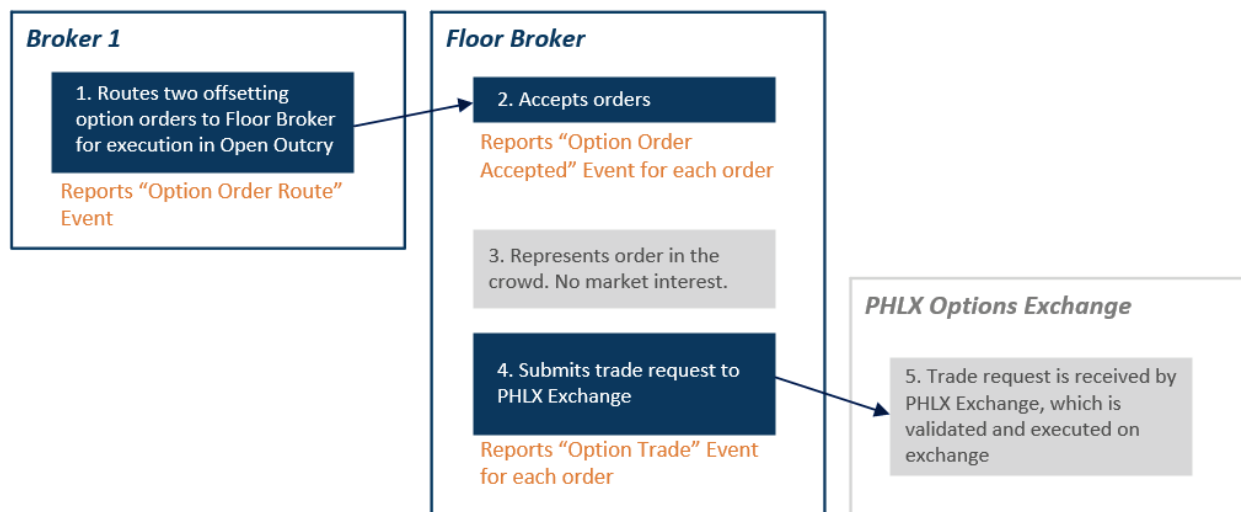 Broker 1
1. Routes two offsetting
option orders to Floor Broker
for execution in Open Outcry
Reports “Option Order Route”
Event
Floor Broker
2. Accepts orders
Reports “Option Order
Accepted” Event for each order
3. Represents order in the
crowd. No market interest.
4. Submits trade request to
PHLX Exchange
Reports “Option Trade” Event
for each order
PHLX Options Exchange
5. Trade request is received by
PHLX Exchange, which is
validated and executed on
exchange